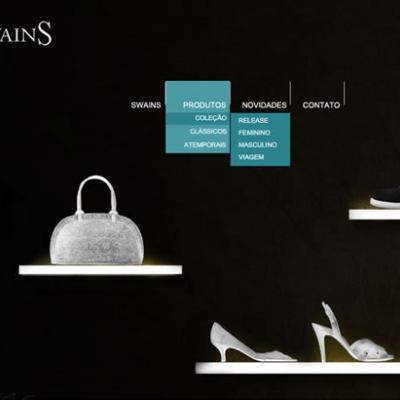 AINS
SWAINS PRODUTOS NOVIDADES CONTATO
COLEÇÃO
CLÁSSICOS
ATEMPORAIS
RELEASE
FEMININO
MASCULINO
VIAGEM